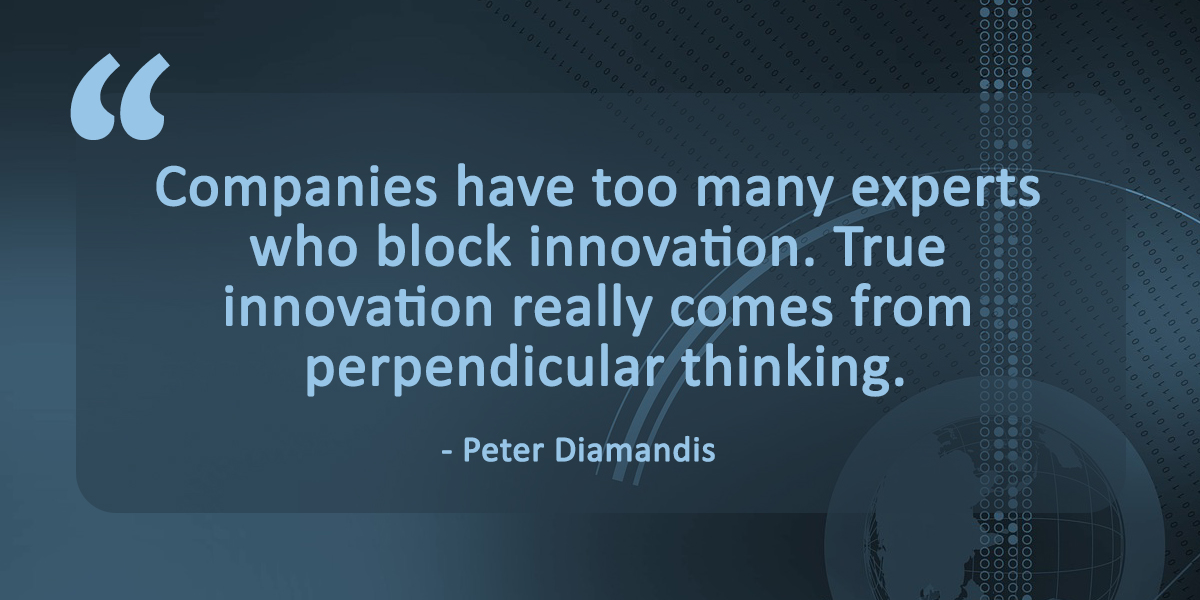 “
Companies have too many experts
who block innovation. True
innovation really comes from
perpendicular thinking.
- Peter Diamandis